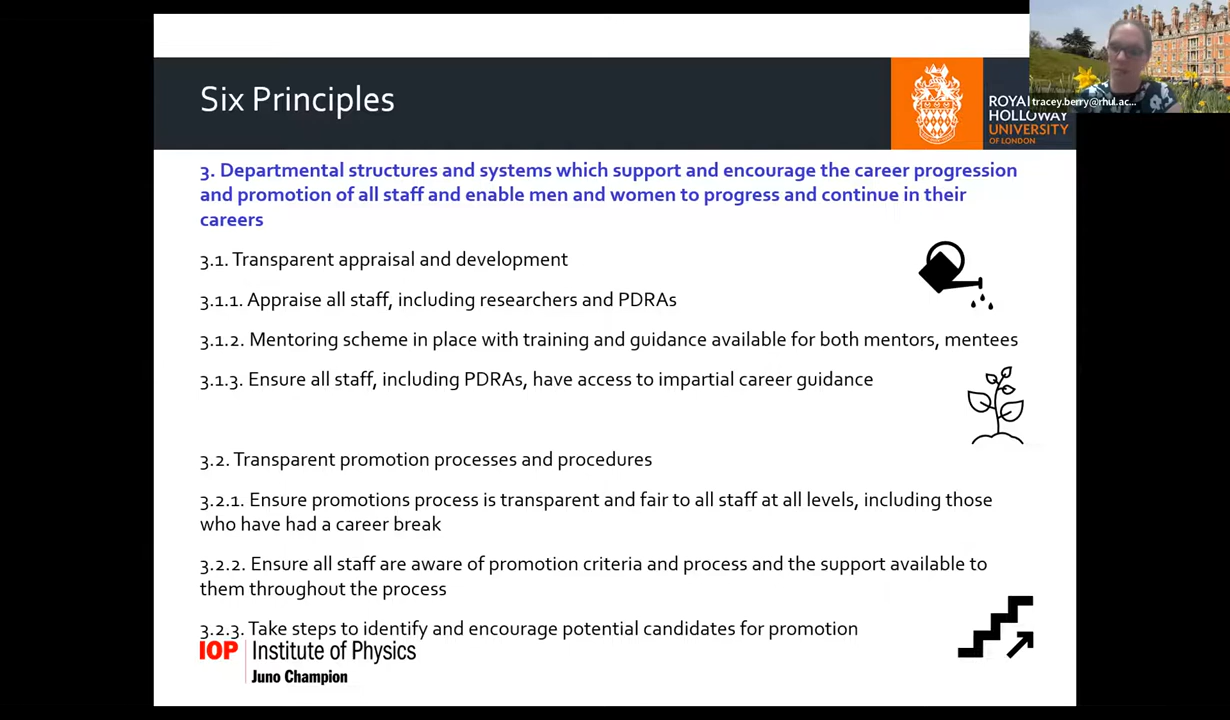 Six Principles
ROYAL
HOLLOWAY
UNIVERSITY
OF LONDON
tracey.berry@rhul.ac...
3. Departmental structures and systems which support and encourage the career progression
and promotion of all staff and enable men and women to progress and continue in their
careers
3.1. Transparent appraisal and development
3.1.1. Appraise all staff, including researchers and PDRAs
3.1.2. Mentoring scheme in place with training and guidance available for both mentors, mentees
3.1.3. Ensure all staff, including PDRAs, have access to impartial career guidance
3.2. Transparent promotion processes and procedures
3.2.1. Ensure promotions process is transparent and fair to all staff at all levels, including those
who have had a career break
3.2.2. Ensure all staff are aware of promotion criteria and process and the support available to
them throughout the process
3.2.3. Take steps to identify and encourage potential candidates for promotion
IOP Institute of Physics
Juno Champion